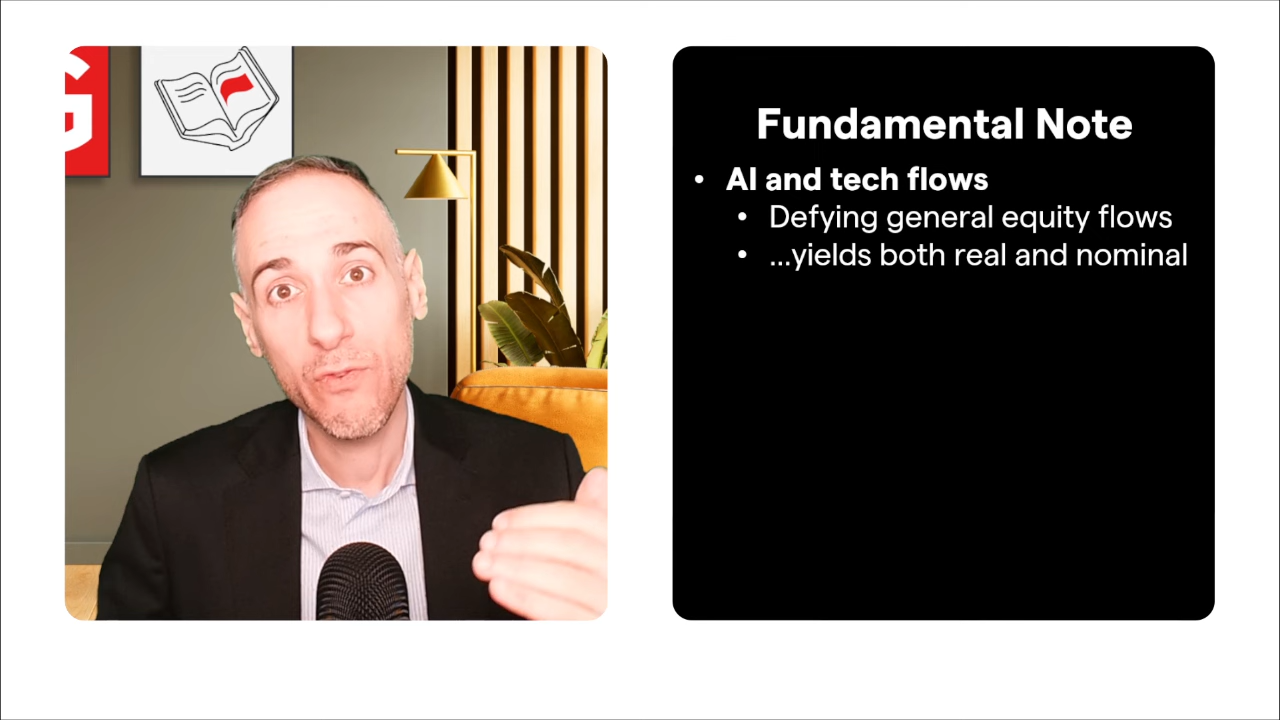 G
Fundamental Note
• AI and tech flows
• Defying general equity flows
• ...yields both real and nominal